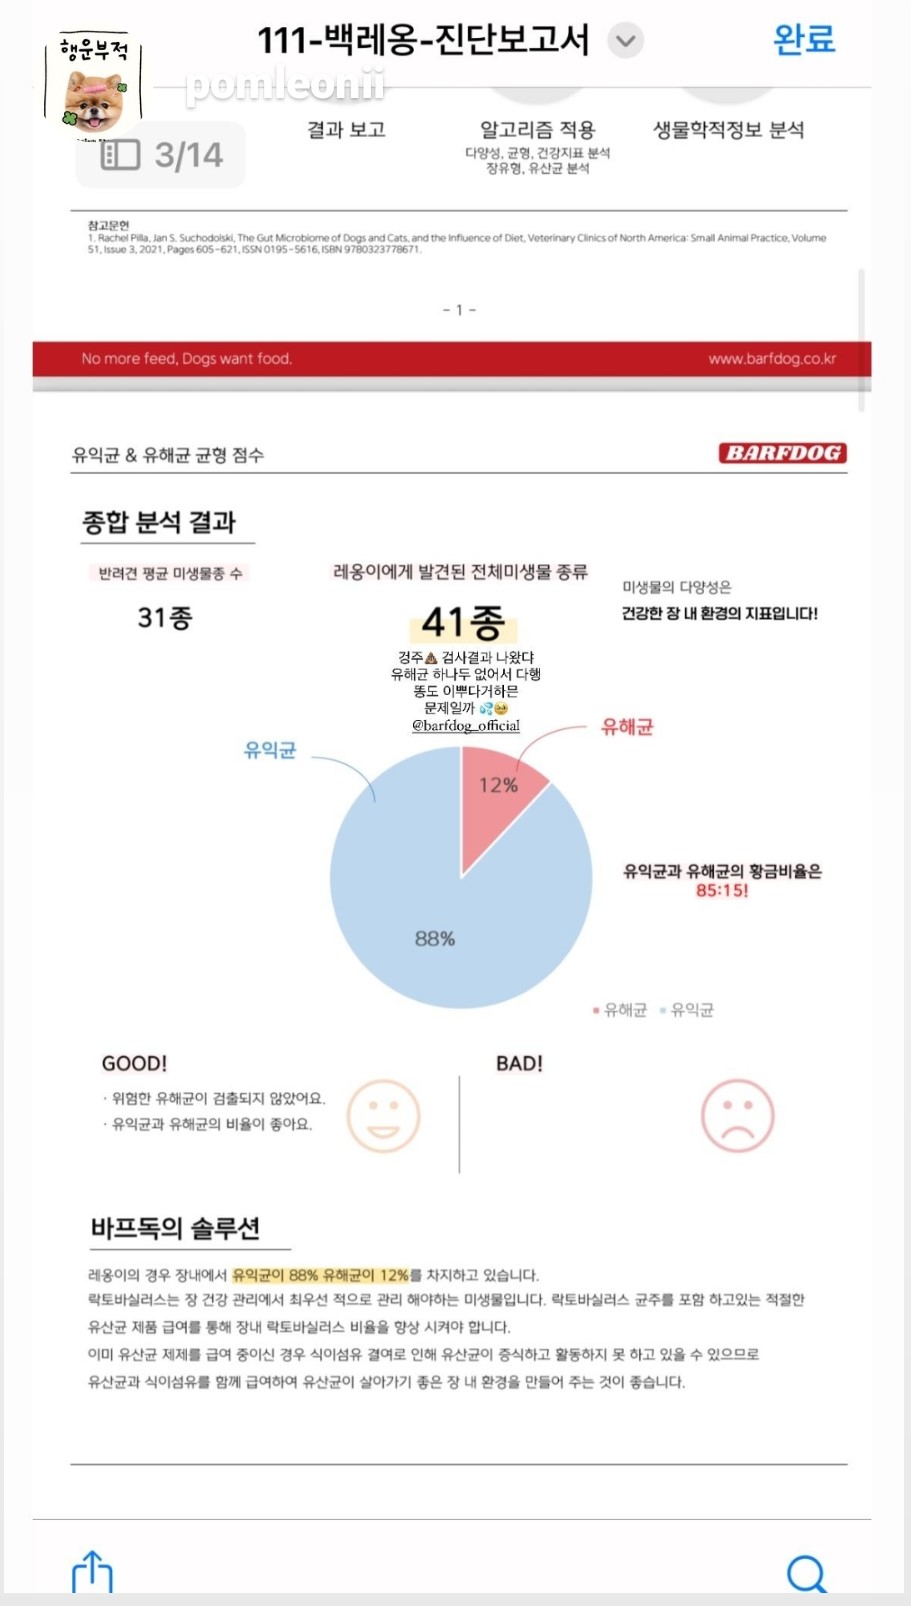 111-백레옹-진단보고서
완료
행운부적
pomleonii
3/14
결과 보고
알고리즘 적용
다양성, 균형, 건강지표 분석
장유형, 유산균 분석
생물학적정보 분석
참고문헌
1. Rachel Pilla, Jan S. Suchodolski, The Gut Microbiome of Dogs and Cats, and the Influence of Diet, Veterinary Clinics of North America: Small Animal Practice, Volume
51, Issue 3, 2021, Pages 605-621, ISSN 0195-5616, ISBN 9780323778671.
- 1 -
No more feed, Dogs want food.
www.barfdog.co.kr
유익균 & 유해균 균형 점수
BARFDOG
종합 분석 결과
반려견 평균 미생물종 수
31종
레옹이에게 발견된 전체미생물 종류
41종
미생물의 다양성은
건강한 장 내 환경의 지표입니다!
경주💩 검사결과 나왔댜
유해균 하나두 없어서 다행
똥도 이뿌다거하믄
문제일까 💦🥹
@barfdog_official
유익균
유해균
12%
88%
유익균과 유해균의 황금비율은
85:15!
유해균 유익균
GOOD!
· 위험한 유해균이 검출되지 않았어요.
· 유익균과 유해균의 비율이 좋아요.
BAD!
바프독의 솔루션
레옹이의 경우 장내에서 유익균이 88% 유해균이 12%를 차지하고 있습니다.
락토바실러스는 장 건강 관리에서 최우선 적으로 관리 해야하는 미생물입니다. 락토바실러스 균주를 포함 하고있는 적절한
유산균 제품 급여를 통해 장내 락토바실러스 비율을 향상 시켜야 합니다.
이미 유산균 제제를 급여 중이신 경우 식이섬유 결여로 인해 유산균이 증식하고 활동하지 못 하고 있을 수 있으므로
유산균과 식이섬유를 함께 급여하여 유산균이 살아가기 좋은 장 내 환경을 만들어 주는 것이 좋습니다.